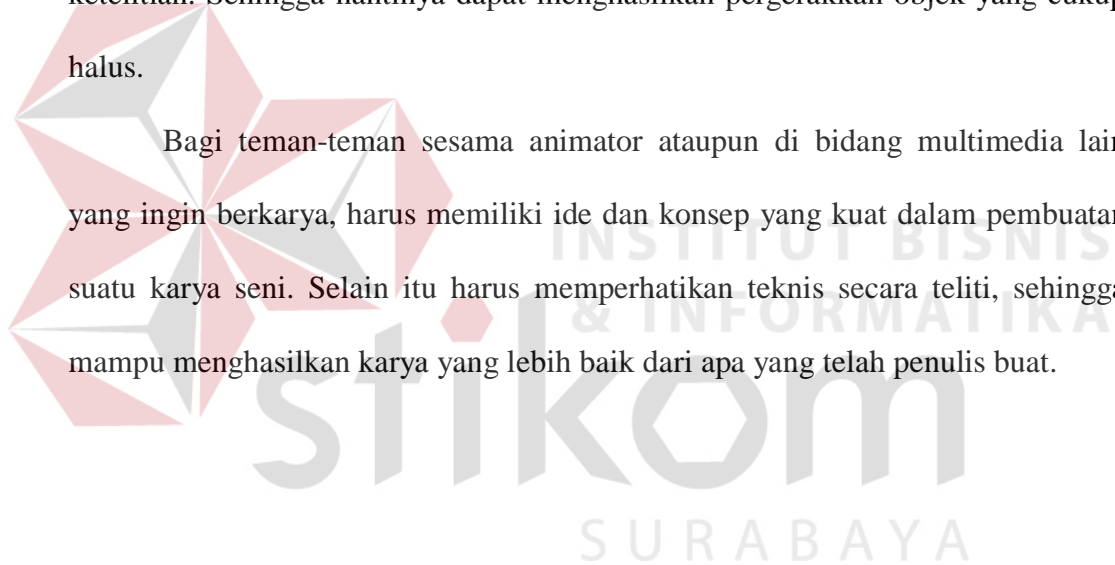 halus.
Bagi teman-teman sesama animator ataupun di bidang multimedia lain
yang ingin berkarya, harus memiliki ide dan konsep yang kuat dalam pembuatan
suatu karya seni. Selain itu harus memperhatikan teknis secara teliti, sehingga
mampu menghasilkan karya yang lebih baik dari apa yang telah penulis buat.
INSTITUT BISNIS
& INFORMATIKA
stikom
SURABAYA